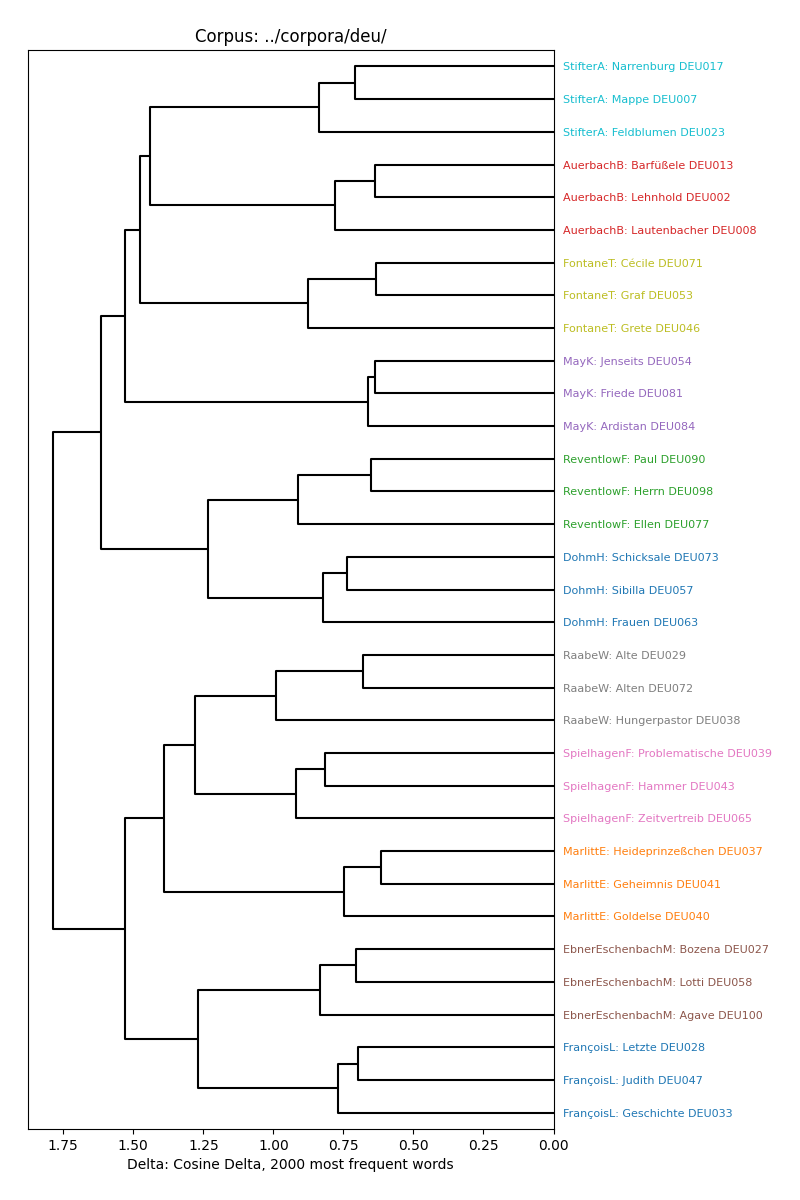 Corpus: ../corpora/deu/
StifterA: Narrenburg DEU017
StifterA: Mappe DEU007
StifterA: Feldblumen DEU023
AuerbachB: Barfüßele DEU013
AuerbachB: Lehnhold DEU002
AuerbachB: Lautenbacher DEU008
FontaneT: Cécile DEU071
FontaneT: Graf DEU053
FontaneT: Grete DEU046
MayK: Jenseits DEU054
MayK: Friede DEU081
MayK: Ardistan DEU084
ReventlowF: Paul DEU090
ReventlowF: Herrn DEU098
ReventlowF: Ellen DEU077
DohmH: Schicksale DEU073
DohmH: Sibilla DEU057
DohmH: Frauen DEU063
RaabeW: Alte DEU029
RaabeW: Alten DEU072
RaabeW: Hungerpastor DEU038
SpielhagenF: Problematische DEU039
SpielhagenF: Hammer DEU043
SpielhagenF: Zeitvertreib DEU065
MarlittE: Heideprinzeßchen DEU037
MarlittE: Geheimnis DEU041
MarlittE: Goldelse DEU040
EbnerEschenbachM: Bozena DEU027
EbnerEschenbachM: Lotti DEU058
EbnerEschenbachM: Agave DEU100
FrançoisL: Letzte DEU028
FrançoisL: Judith DEU047
FrançoisL: Geschichte DEU033
1.75 1.50 1.25 1.00 0.75 0.50 0.25 0.00
Delta: Cosine Delta, 2000 most frequent words